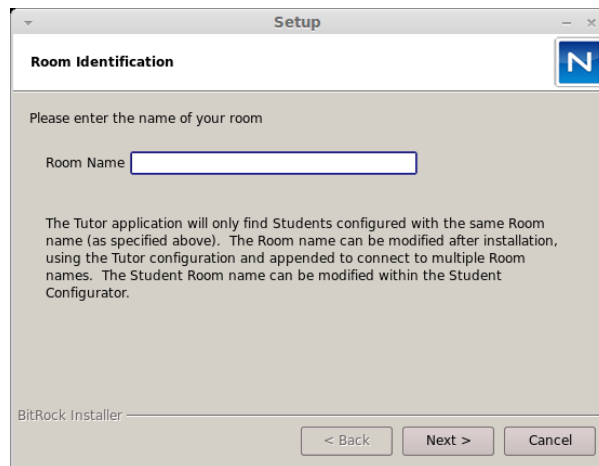 Setup
Room Identification
N
Please enter the name of your room
Room Name
The Tutor application will only find Students configured with the same Room
name (as specified above).  The Room name can be modified after installation,
using the Tutor configuration and appended to connect to multiple Room
names.  The Student Room name can be modified within the Student
Configurator.
BitRock Installer
< Back
Next >
Cancel